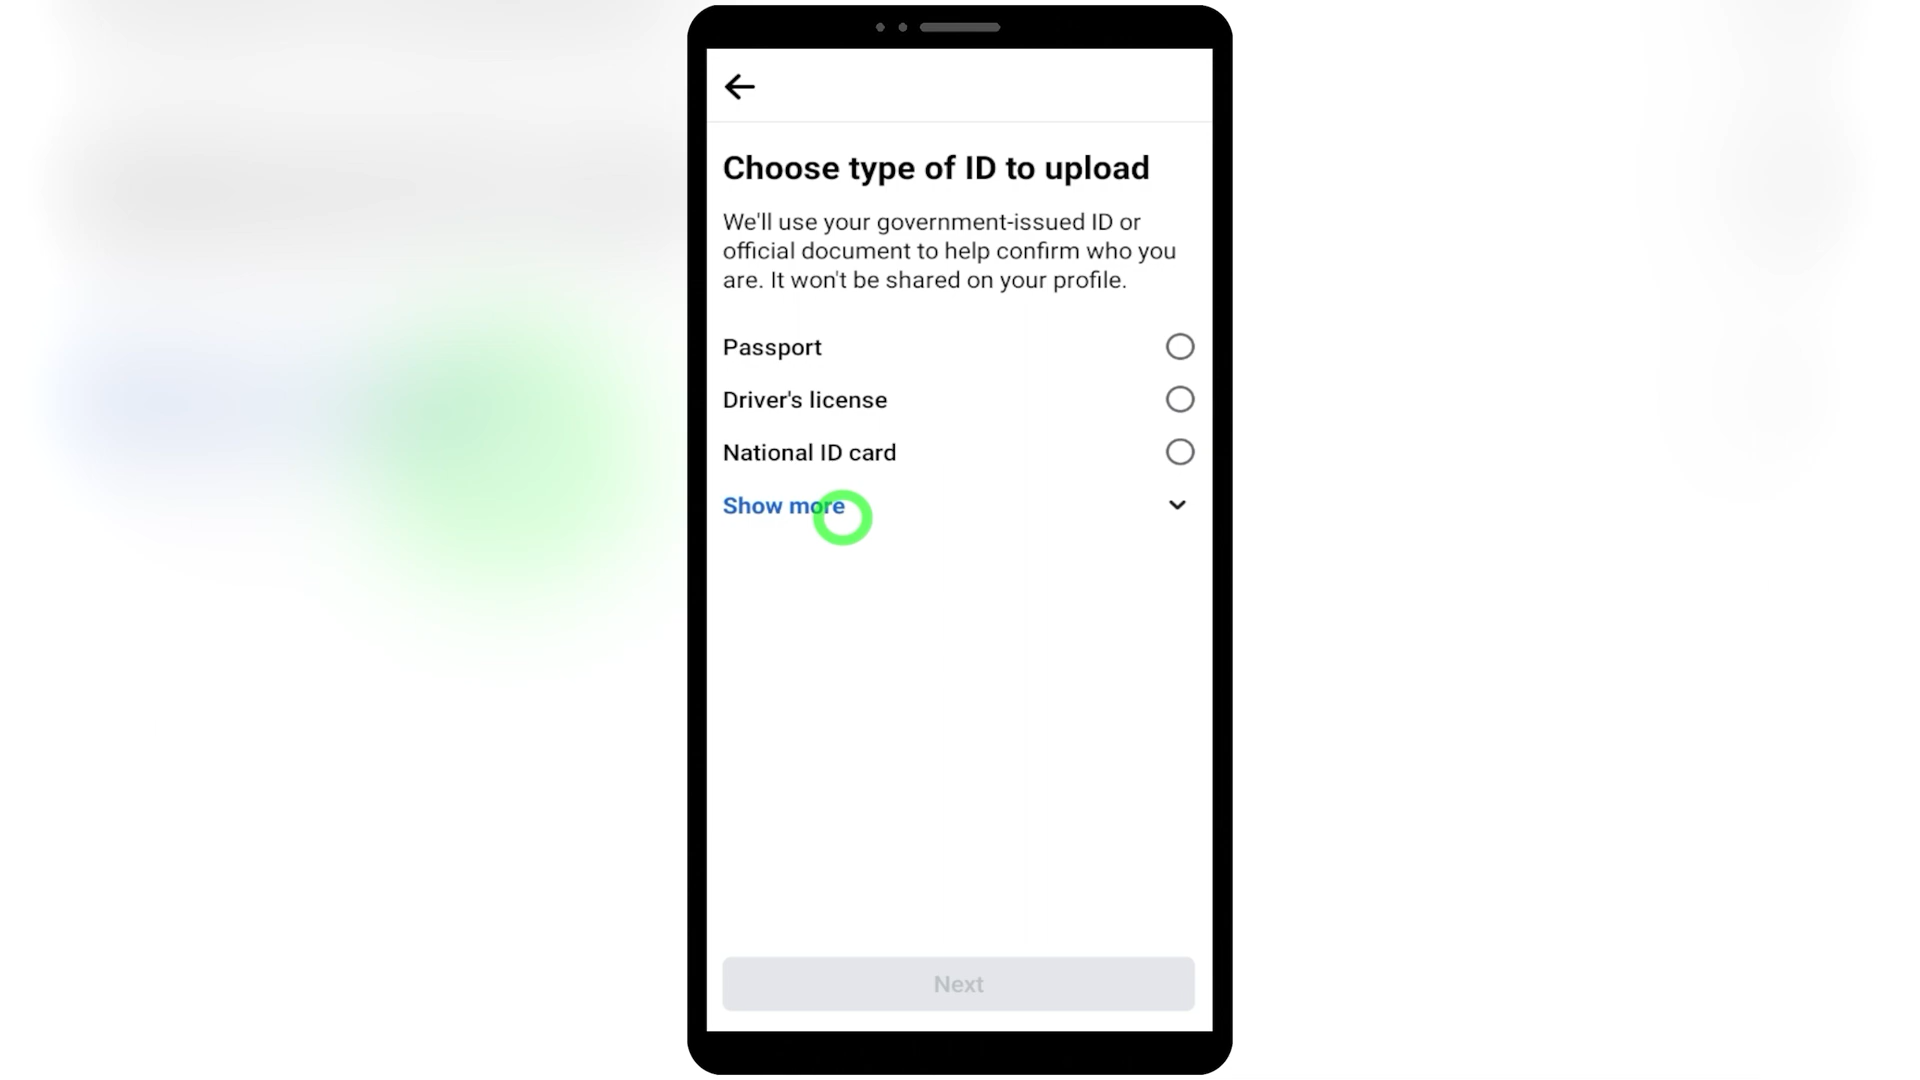 Choose type of ID to upload
We'll use your government-issued ID or
official document to help confirm who you
are. It won't be shared on your profile.
Passport
Driver's license
National ID card
Show more
Next